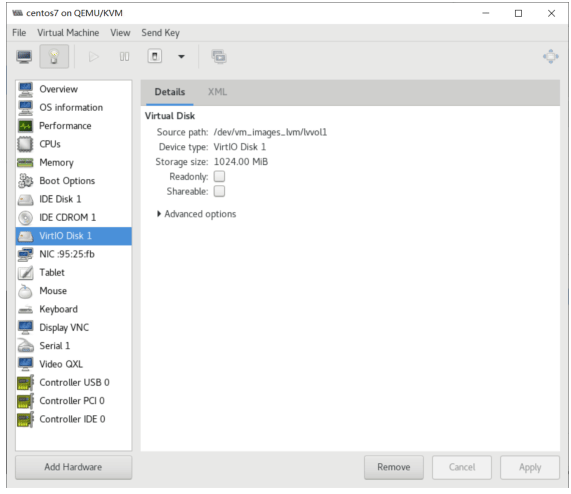 centos7 on QEMU/KVM
File Virtual Machine View Send Key
Overview
OS information
Performance
CPUs
Memory
Boot Options
IDE Disk 1
IDE CDROM 1
VirtIO Disk 1
NIC :95:25:fb
Tablet
Mouse
Keyboard
Display VNC
Serial 1
Video QXL
Controller USB 0
Controller PCI 0
Controller IDE 0
Add Hardware
Details XML
Virtual Disk
Source path: /dev/vm_images_lvm/lvvol1
Device type: VirtIO Disk 1
Storage size: 1024.00 MiB
Readonly:
Shareable:
Advanced options
Remove Cancel Apply